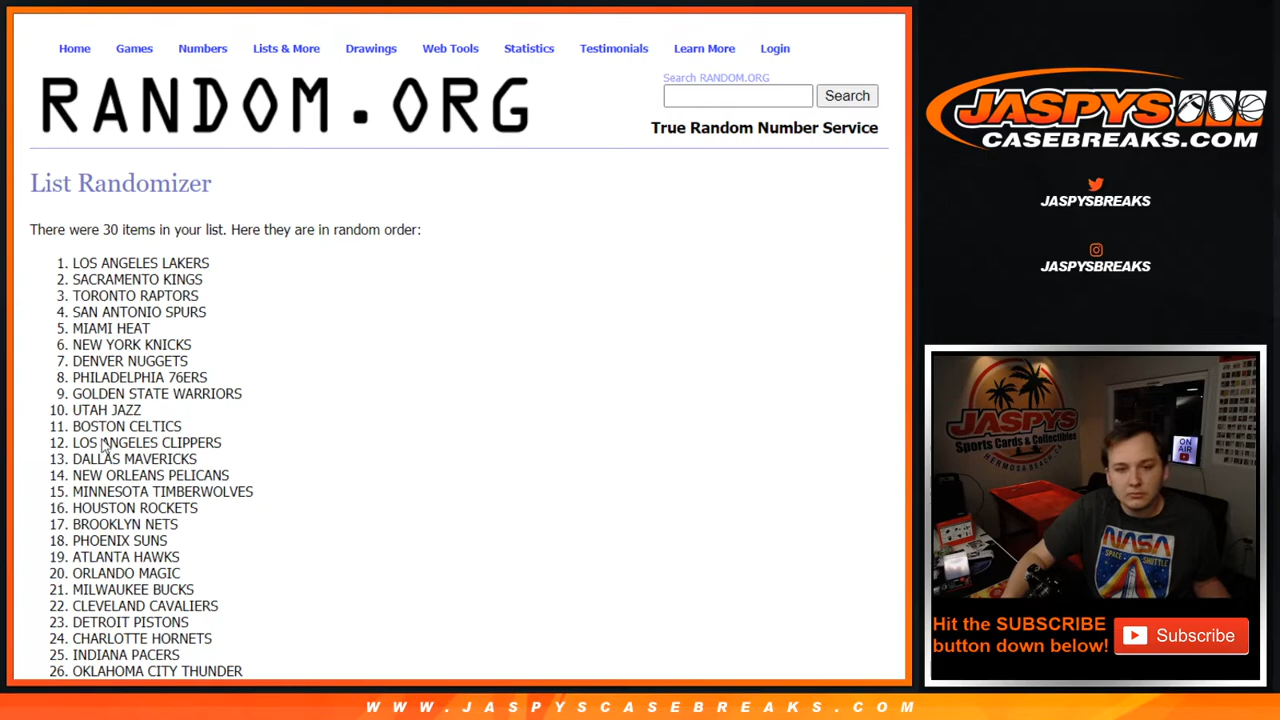 Home Games Numbers Lists & More Drawings Web Tools Statistics Testimonials Learn More Login
RANDOM.ORG
Search RANDOM.ORG
Search
True Random Number Service
List Randomizer
There were 30 items in your list. Here they are in random order:
1. LOS ANGELES LAKERS
2. SACRAMENTO KINGS
3. TORONTO RAPTORS
4. SAN ANTONIO SPURS
5. MIAMI HEAT
6. NEW YORK KNICKS
7. DENVER NUGGETS
8. PHILADELPHIA 76ERS
9. GOLDEN STATE WARRIORS
10. UTAH JAZZ
11. BOSTON CELTICS
12. LOS ANGELES CLIPPERS
13. DALLAS MAVERICKS
14. NEW ORLEANS PELICANS
15. MINNESOTA TIMBERWOLVES
16. HOUSTON ROCKETS
17. BROOKLYN NETS
18. PHOENIX SUNS
19. ATLANTA HAWKS
20. ORLANDO MAGIC
21. MILWAUKEE BUCKS
22. CLEVELAND CAVALIERS
23. DETROIT PISTONS
24. CHARLOTTE HORNETS
25. INDIANA PACERS
26. OKLAHOMA CITY THUNDER
JASPYS
CASEBREAKS.COM
JASPYSBREAKS
JASPYSBREAKS
JASPYS
Sports Cards & Collectibles
HERMOSA BEACH, CA
ON AIR
NASA
SPACE SHUTTLE
Hit the SUBSCRIBE
button down below!
Subscribe
WWW.JASPYSCASEBREAKS.COM